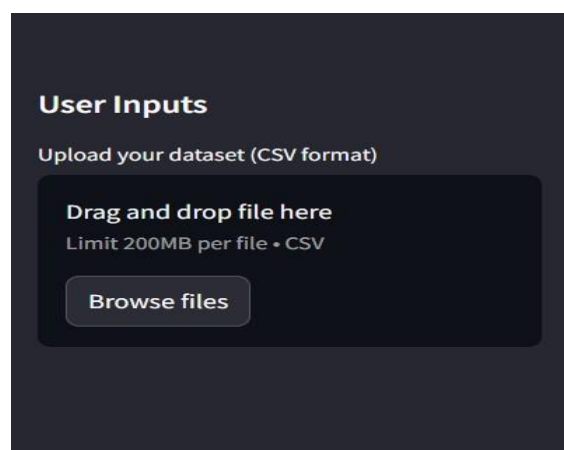 User Inputs
Upload your dataset (CSV format)
Drag and drop file here
Limit 200MB per file • CSV
Browse files